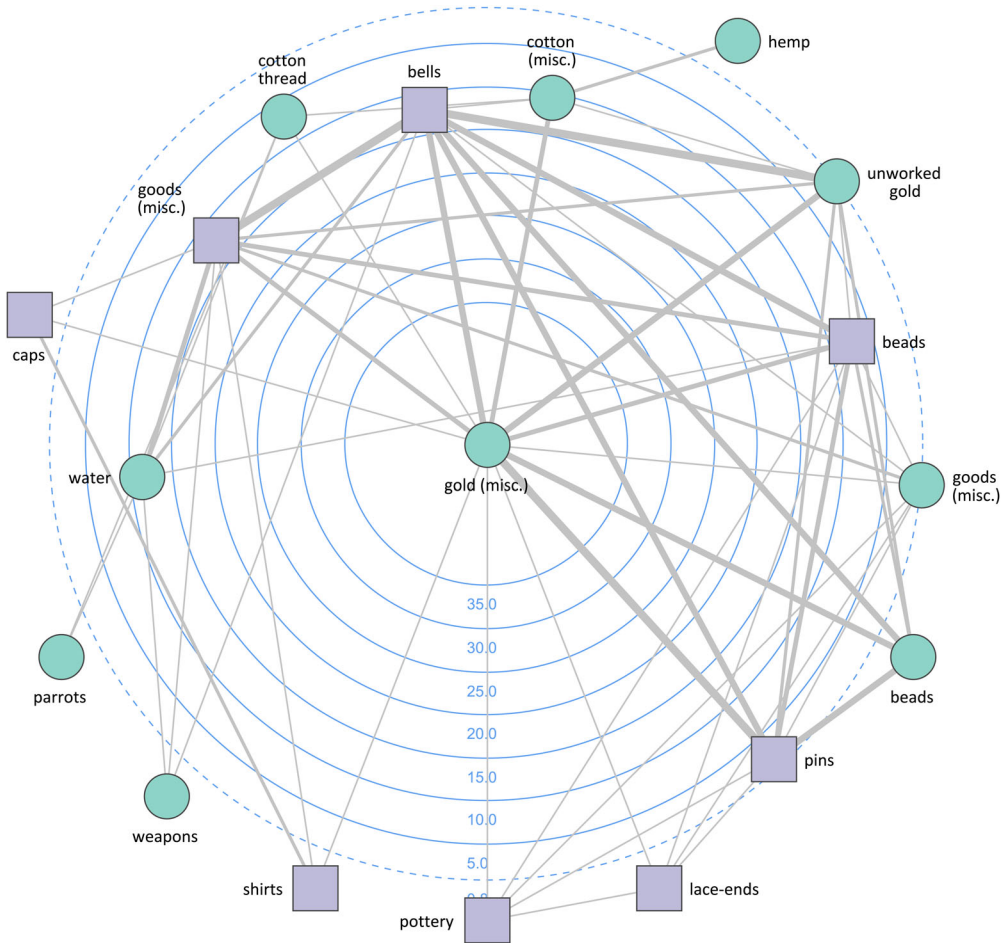 hemp
cotton
(misc.)
cotton
thread
bells
unworked
gold
goods
(misc.)
beads
caps
water
gold (misc.)
goods
(misc.)
35.0
30.0
25.0
20.0
15.0
10.0
5.0
parrots
beads
pins
weapons
shirts
lace-ends
pottery